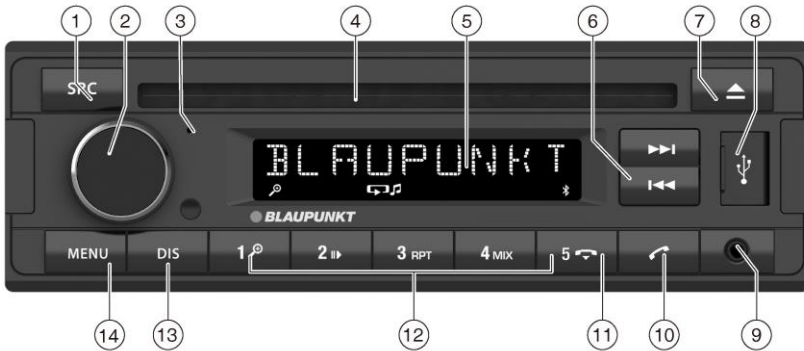 1 2 3 4 5 6 7 8
SRC
BLAUPUNKT
BLAUPUNKT
MENU DIS 1 2 3 RPT 4 MIX 5
14 13 12 11 10 9